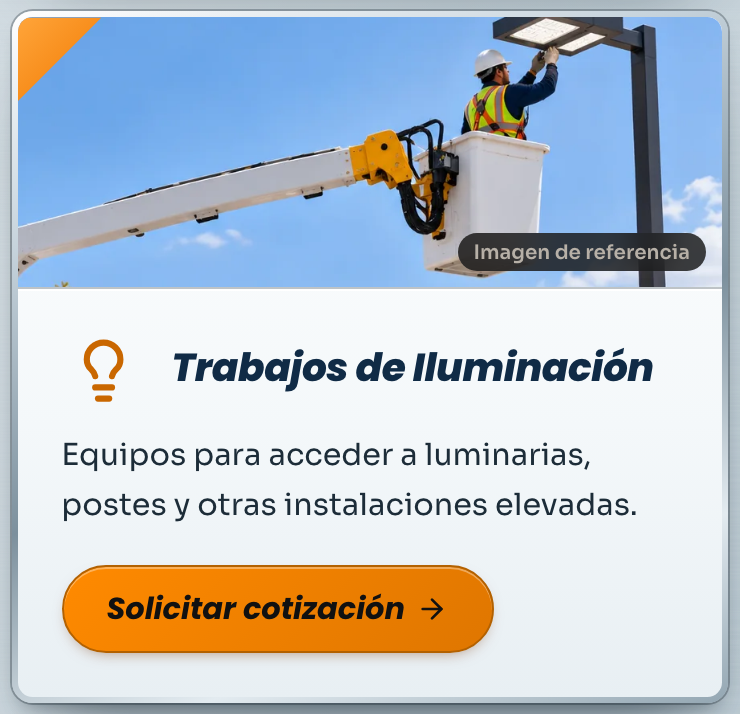 Imagen de referencia
Trabajos de Iluminación
Equipos para acceder a luminarias,
postes y otras instalaciones elevadas.
Solicitar cotización →